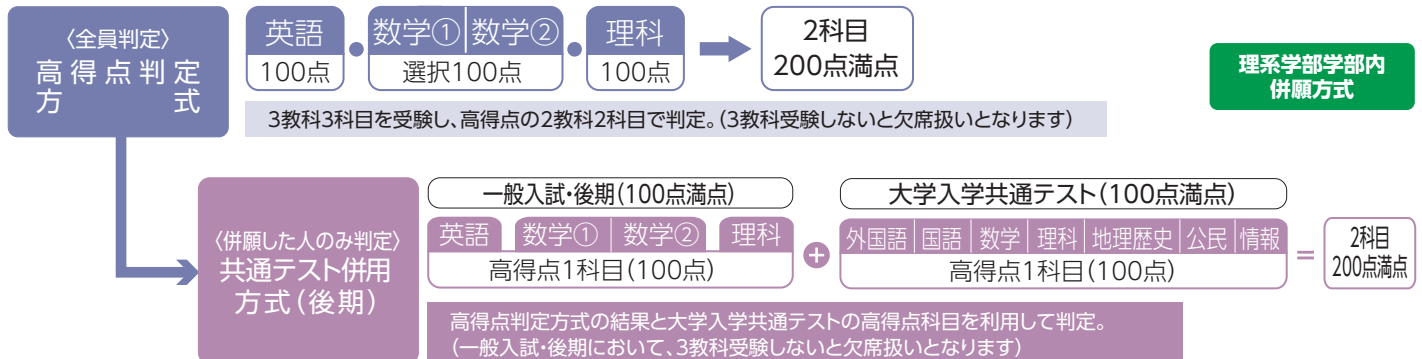 〈全員判定〉
高得点判定
方式
英語
100点
数学① 数学②
選択100点
理科
100点
2科目
200点満点
理系学部学部内
併願方式
3教科3科目を受験し、高得点の2教科2科目で判定。(3教科受験しないと欠席扱いとなります)
〈併願した人のみ判定〉
共通テスト併用
方式(後期)
一般入試・後期(100点満点)
英語 数学① 数学② 理科
高得点1科目(100点)
+
大学入学共通テスト(100点満点)
外国語 国語 数学 理科 地理歴史 公民 情報
高得点1科目(100点)
=
2科目
200点満点
高得点判定方式の結果と大学入学共通テストの高得点科目を利用して判定。
(一般入試・後期において、3教科受験しないと欠席扱いとなります)